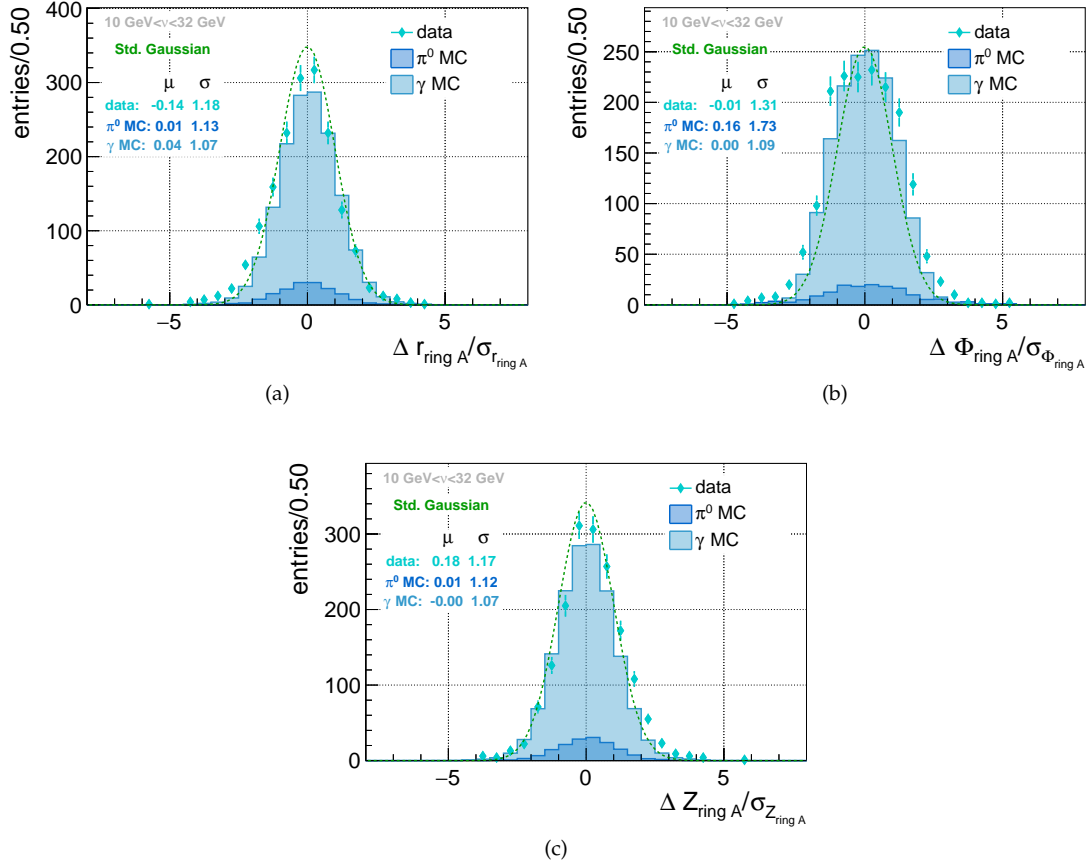 entries/0.50
400
300
200
100
0
10 GeV<ν<32 GeV
Std. Gaussian
μ σ
data: -0.14 1.18
π⁰ MC: 0.01 1.13
γ MC: 0.04 1.07
data
π⁰ MC
γ MC
−5 0 5
Δ r_ring A/σ_r_ring A
(a)
entries/0.50
250
200
150
100
50
0
10 GeV<ν<32 GeV
Std. Gaussian
μ σ
data: -0.01 1.31
π⁰ MC: 0.16 1.73
γ MC: 0.00 1.09
data
π⁰ MC
γ MC
−5 0 5
Δ Φ_ring A/σ_Φ_ring A
(b)
entries/0.50
300
200
100
0
10 GeV<ν<32 GeV
Std. Gaussian
μ σ
data: 0.18 1.17
π⁰ MC: 0.01 1.12
γ MC: -0.00 1.07
data
π⁰ MC
γ MC
−5 0 5
Δ Z_ring A/σ_Z_ring A
(c)